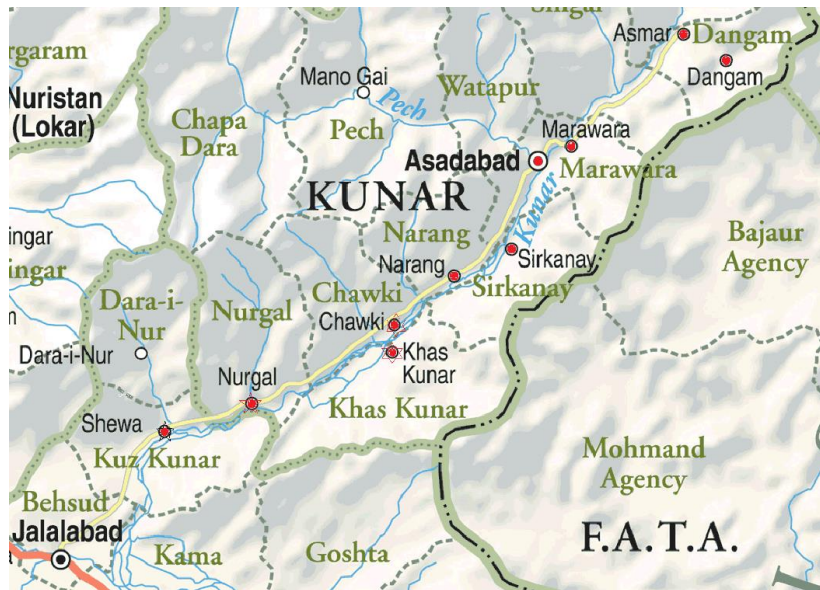 Asmar
Dangam
Dangam
rgaram
Mano Gai
Watapur
Nuristan
(Lokar)
Pech
Chapa
Dara
Pech
Marawara
Asadabad
Marawara
KUNAR
Kunar
Narang
Bajaur
Agency
ingar
Narang
Sirkanay
Sirkanay
ingar
Dara-i-
Nur
Nurgal
Chawki
Chawki
Dara-i-Nur
Khas
Kunar
Nurgal
Khas Kunar
Shewa
Kuz Kunar
Mohmand
Agency
Behsud
Jalalabad
Kama
Goshta
F.A.T.A.